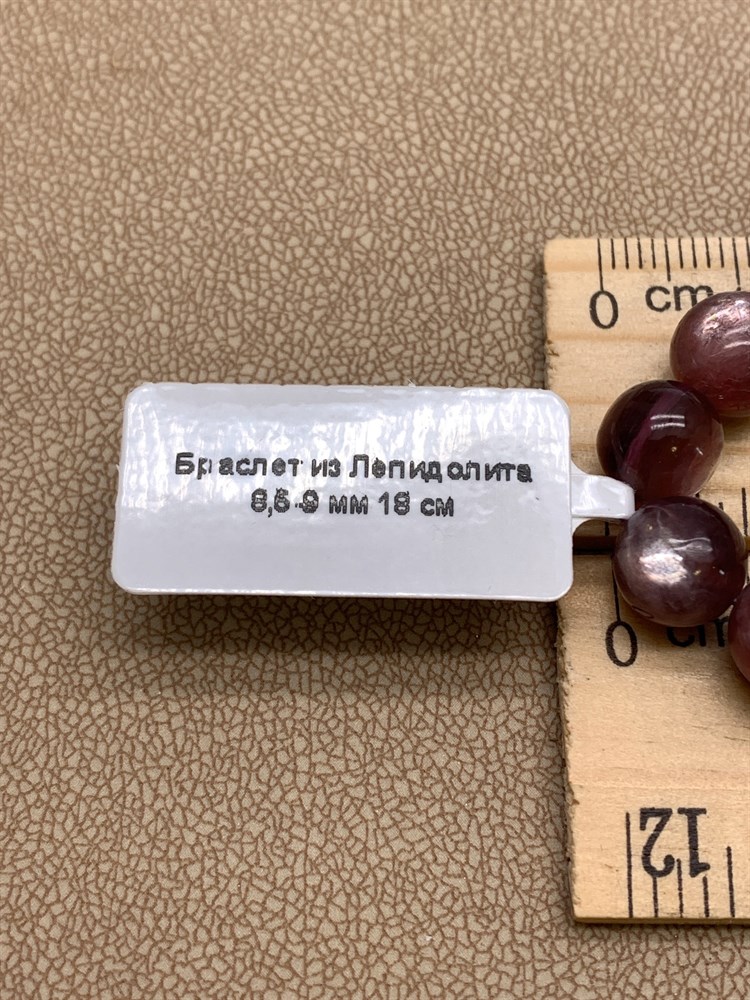 Браслет из Лепидолита
8,5-9 мм 18 см
0 cm
0 cm
12